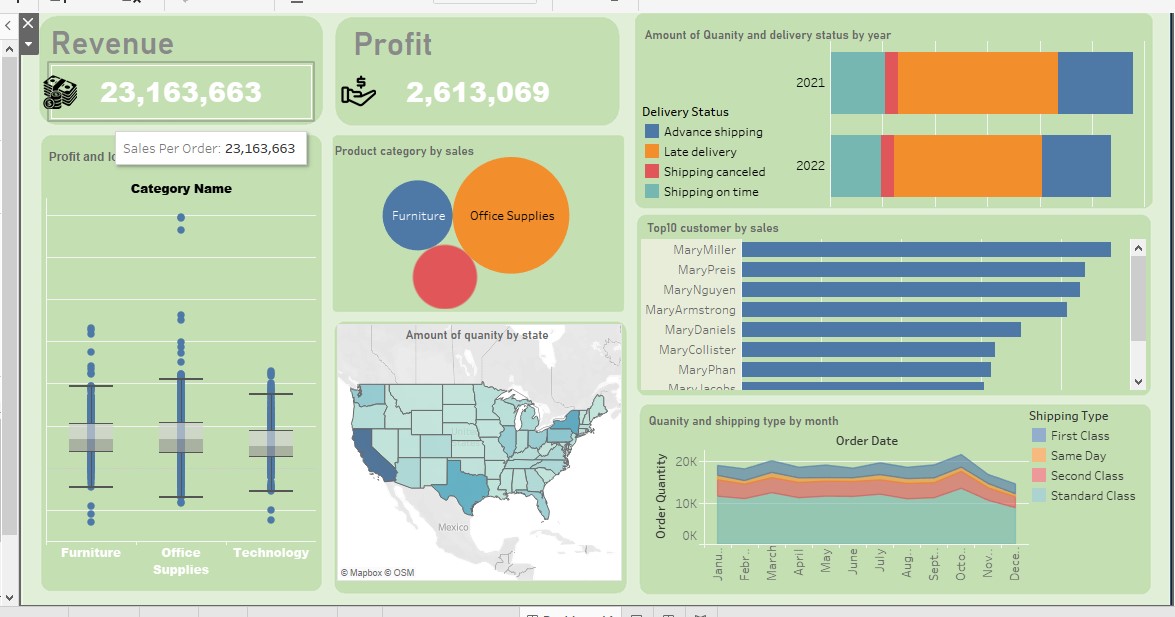 Revenue
23,163,663
Profit
2,613,069
Sales Per Order: 23,163,663
Profit and lo
Category Name
Furniture
Office
Supplies
Technology
Product category by sales
Furniture
Office Supplies
Amount of quanity by state
Mexico
© Mapbox © OSM
Amount of Quanity and delivery status by year
Delivery Status
Advance shipping
Late delivery
Shipping canceled
Shipping on time
2021
2022
Top10 customer by sales
MaryMiller
MaryPreis
MaryNguyen
MaryArmstrong
MaryDaniels
MaryCollister
MaryPhan
MaryJacobs
Quanity and shipping type by month
Order Date
Order Quantity
20K
10K
0K
Janu..
Febr..
March
April
May
June
July
Aug..
Sept..
Octo..
Nov..
Dece..
Shipping Type
First Class
Same Day
Second Class
Standard Class